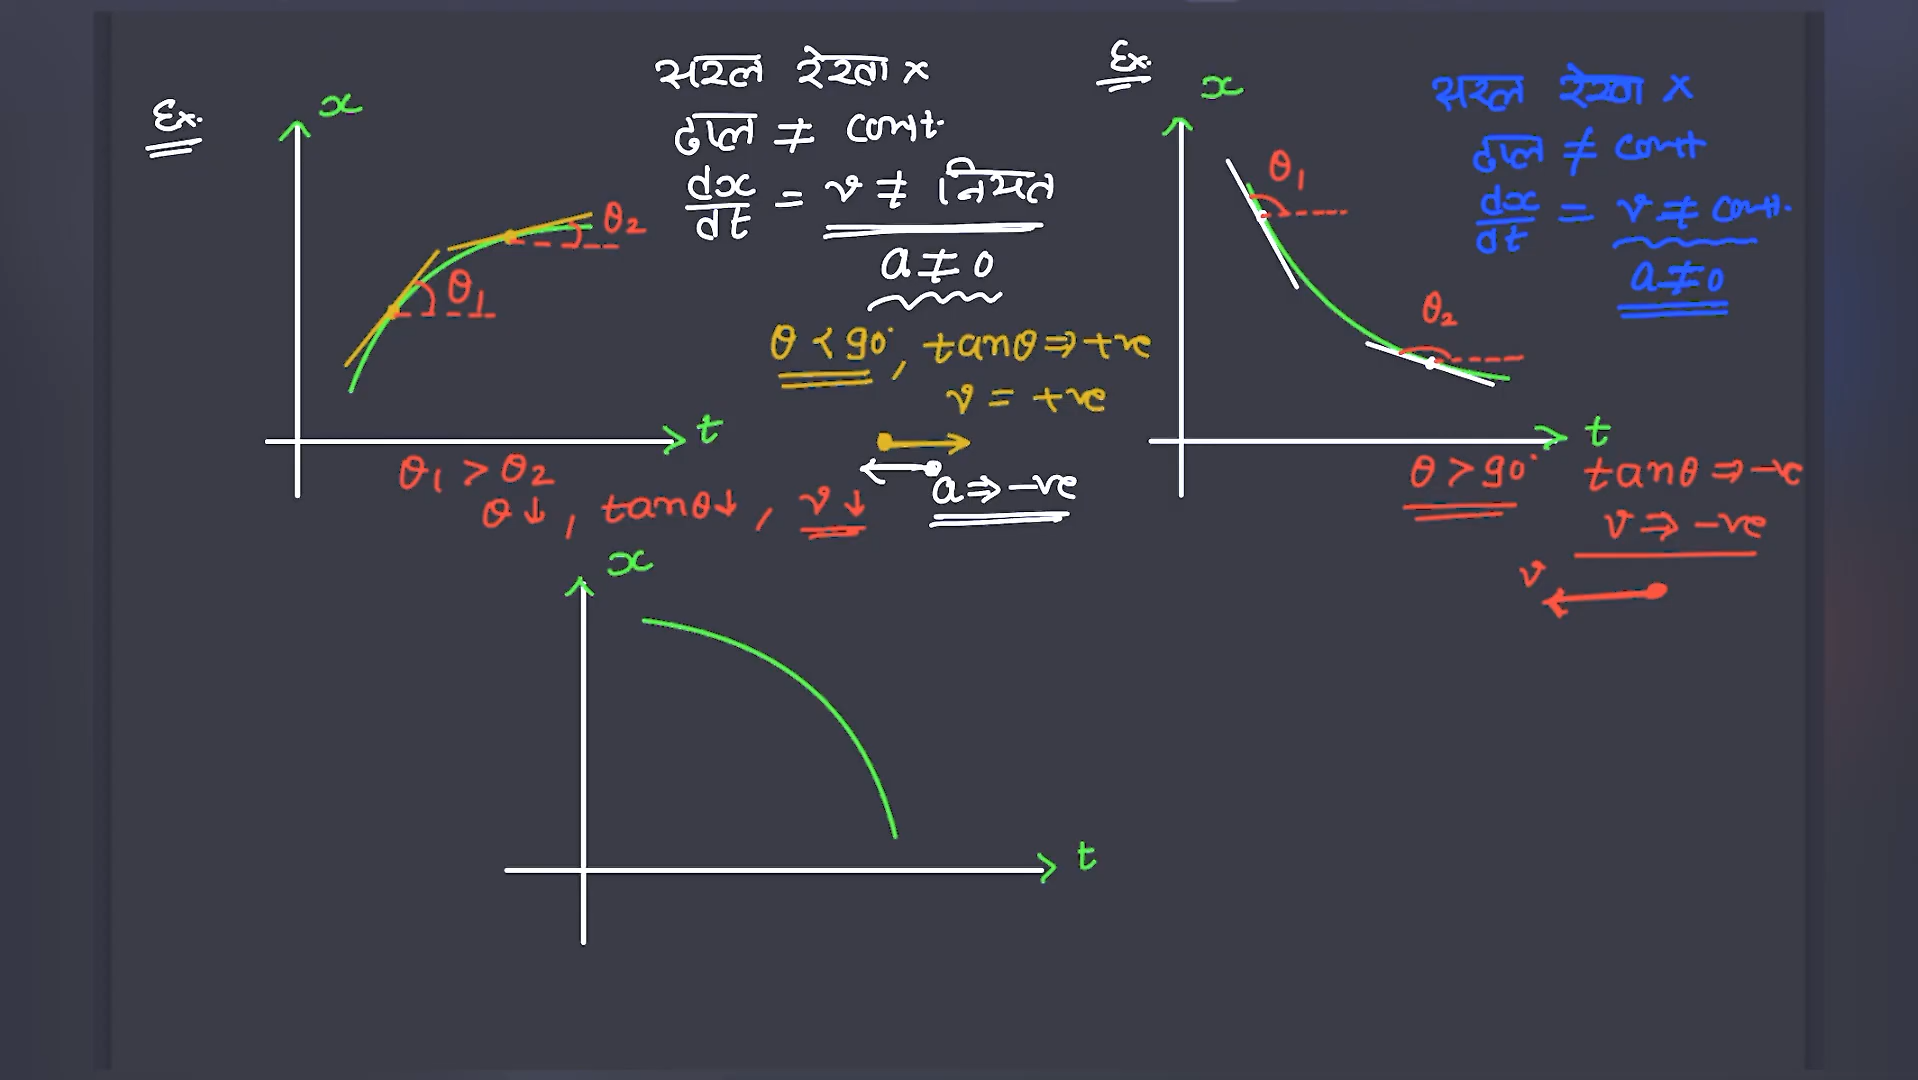 Ex.
x
θ2
θ1
t
सरल रेखा ×
ढाल ≠ const.
dx/dt = v ≠ नियत
a ≠ 0
θ < 90°, tanθ ⇒ +ve
v = +ve
a ⇒ -ve
θ1 > θ2
θ↓, tanθ↓, v↓
Ex.
x
θ1
θ2
t
सरल रेखा ×
ढाल ≠ const
dx/dt = v ≠ const.
a ≠ 0
θ > 90° tanθ ⇒ -ve
v ⇒ -ve
v
x
t